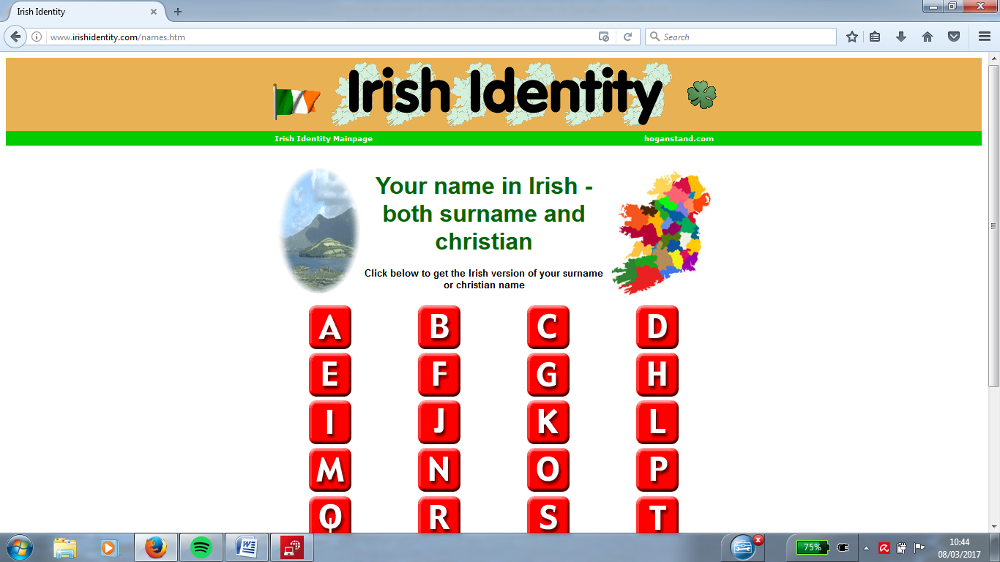 Irish Identity
www.irishidentity.com/names.htm
Search
Irish Identity
Irish Identity Mainpage
hoganstand.com
Your name in Irish -
both surname and
christian
Click below to get the Irish version of your surname
or christian name
A B C D
E F G H
I J K L
M N O P
Q R S T
75%
10:44
08/03/2017